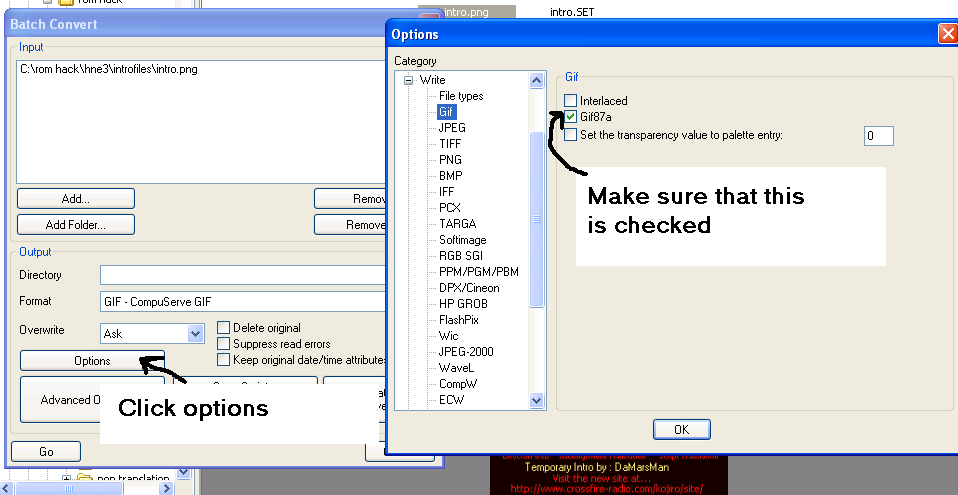 rom hack
intro.png
intro.SET
Batch Convert
Input
C:\rom hack\hne3\introfiles\intro.png
Add...
Remov
Add Folder...
Remove
Output
Directory
Format
GIF - CompuServe GIF
Overwrite
Ask
Delete original
Suppress read errors
Keep original date/time attributes
Options
Advanced O
Click options
Go
non translation
Options
Category
Write
File types
Gif
JPEG
TIFF
PNG
BMP
IFF
PCX
TARGA
Softimage
RGB SGI
PPM/PGM/PBM
DPX/Cineon
HP GROB
FlashPix
Wic
JPEG-2000
WaveL
CompW
ECW
Gif
Interlaced
Gif87a
Set the transparency value to palette entry:
0
Make sure that this
is checked
OK
Temporary Intro by : DaMarsMan
Visit the new site at...
http://www.crossfire-radio.com/kojiro/site/